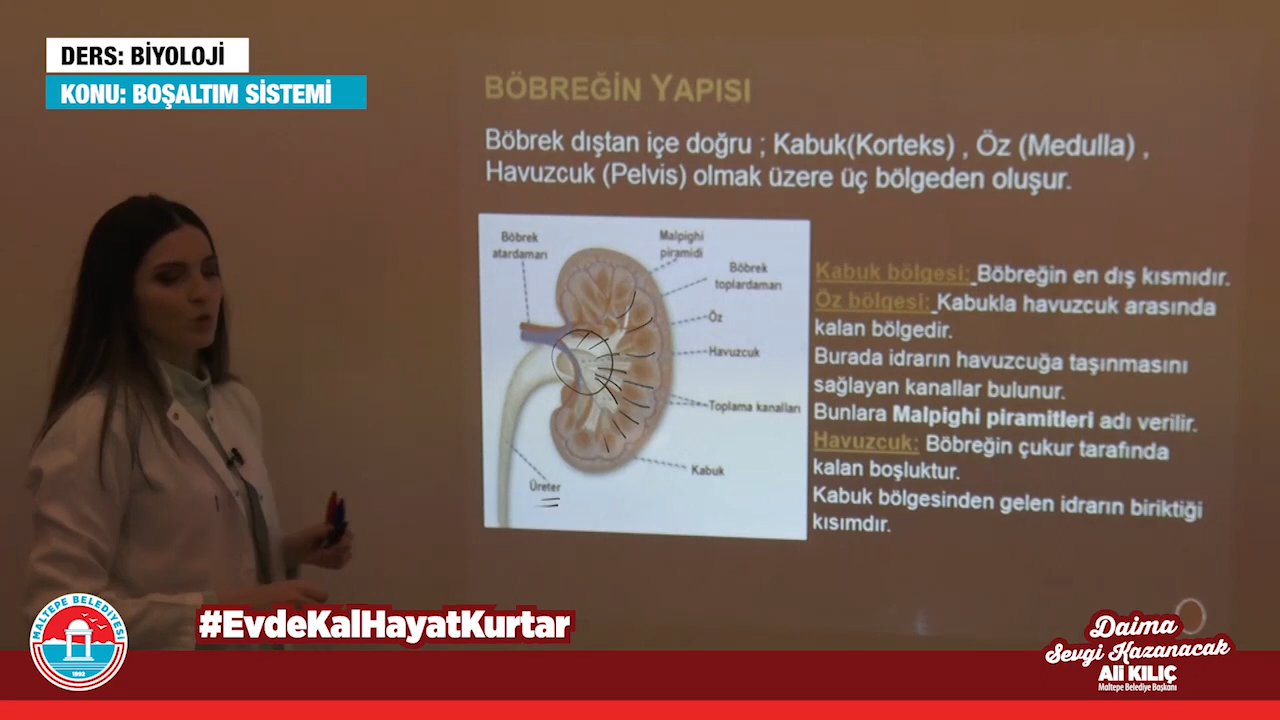 DERS: BİYOLOJİ
KONU: BOŞALTIM SİSTEMİ
BÖBREĞİN YAPISI
Böbrek dıştan içe doğru ; Kabuk(Korteks) , Öz (Medulla) ,
Havuzcuk (Pelvis) olmak üzere üç bölgeden oluşur.
Böbrek
atardamarı
Malpighi
piramidi
Böbrek
toplardamarı
Öz
Havuzcuk
Toplama kanalları
Kabuk
Üreter
Kabuk bölgesi: Böbreğin en dış kısmıdır.
Öz bölgesi: Kabukla havuzcuk arasında
kalan bölgedir.
Burada idrarın havuzcuğa taşınmasını
sağlayan kanallar bulunur.
Bunlara Malpighi piramitleri adı verilir.
Havuzcuk: Böbreğin çukur tarafında
kalan boşluktur.
Kabuk bölgesinden gelen idrarın biriktiği
kısımdır.
MALTEPE BELEDİYESİ
1992
#EvdeKalHayatKurtar
Daima
Sevgi Kazanacak
Ali KILIÇ
Maltepe Belediye Başkanı